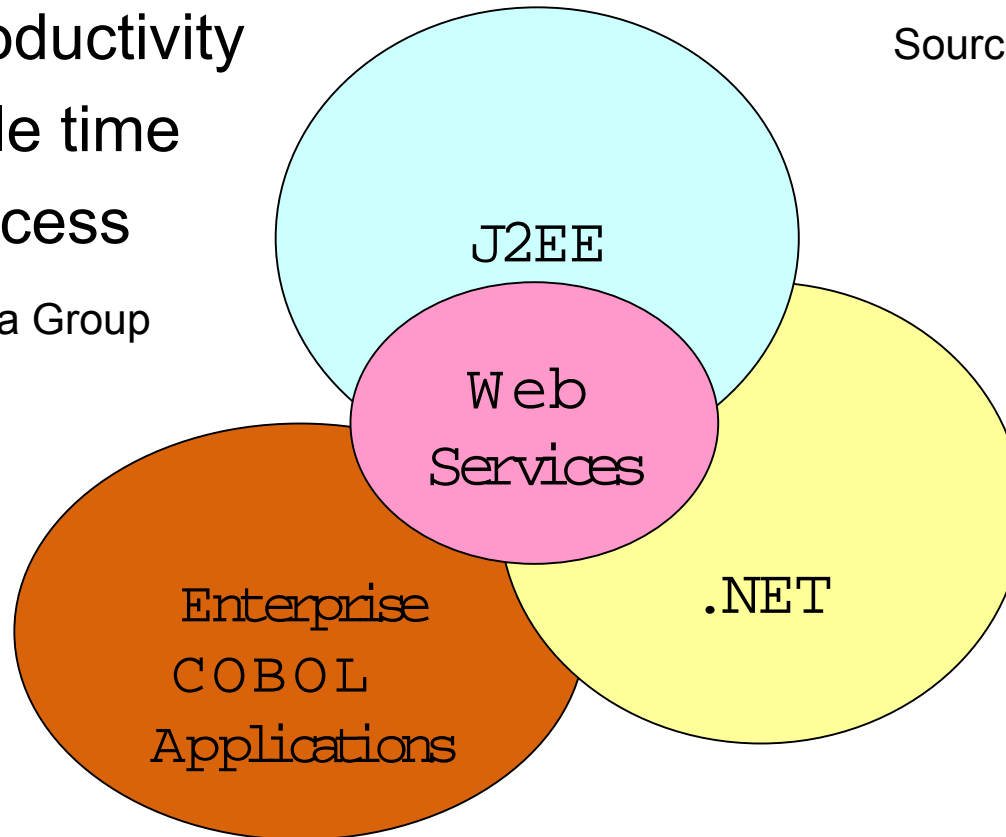 oductivity
le time
cess
a Group
Sourc
J2EE
Web
Services
.NET
Enterprise
COBOL
Applications